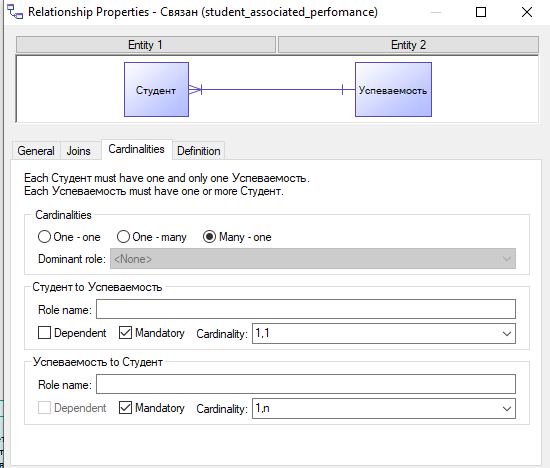 Relationship Properties - Связан (student_associated_perfomance)
Entity 1 Entity 2
Студент Успеваемость
General Joins Cardinalities Definition
Each Студент must have one and only one Успеваемость.
Each Успеваемость must have one or more Студент.
Cardinalities
One - one One - many Many - one
Dominant role: <None>
Студент to Успеваемость
Role name:
Dependent Mandatory Cardinality: 1,1
Успеваемость to Студент
Role name:
Dependent Mandatory Cardinality: 1,n